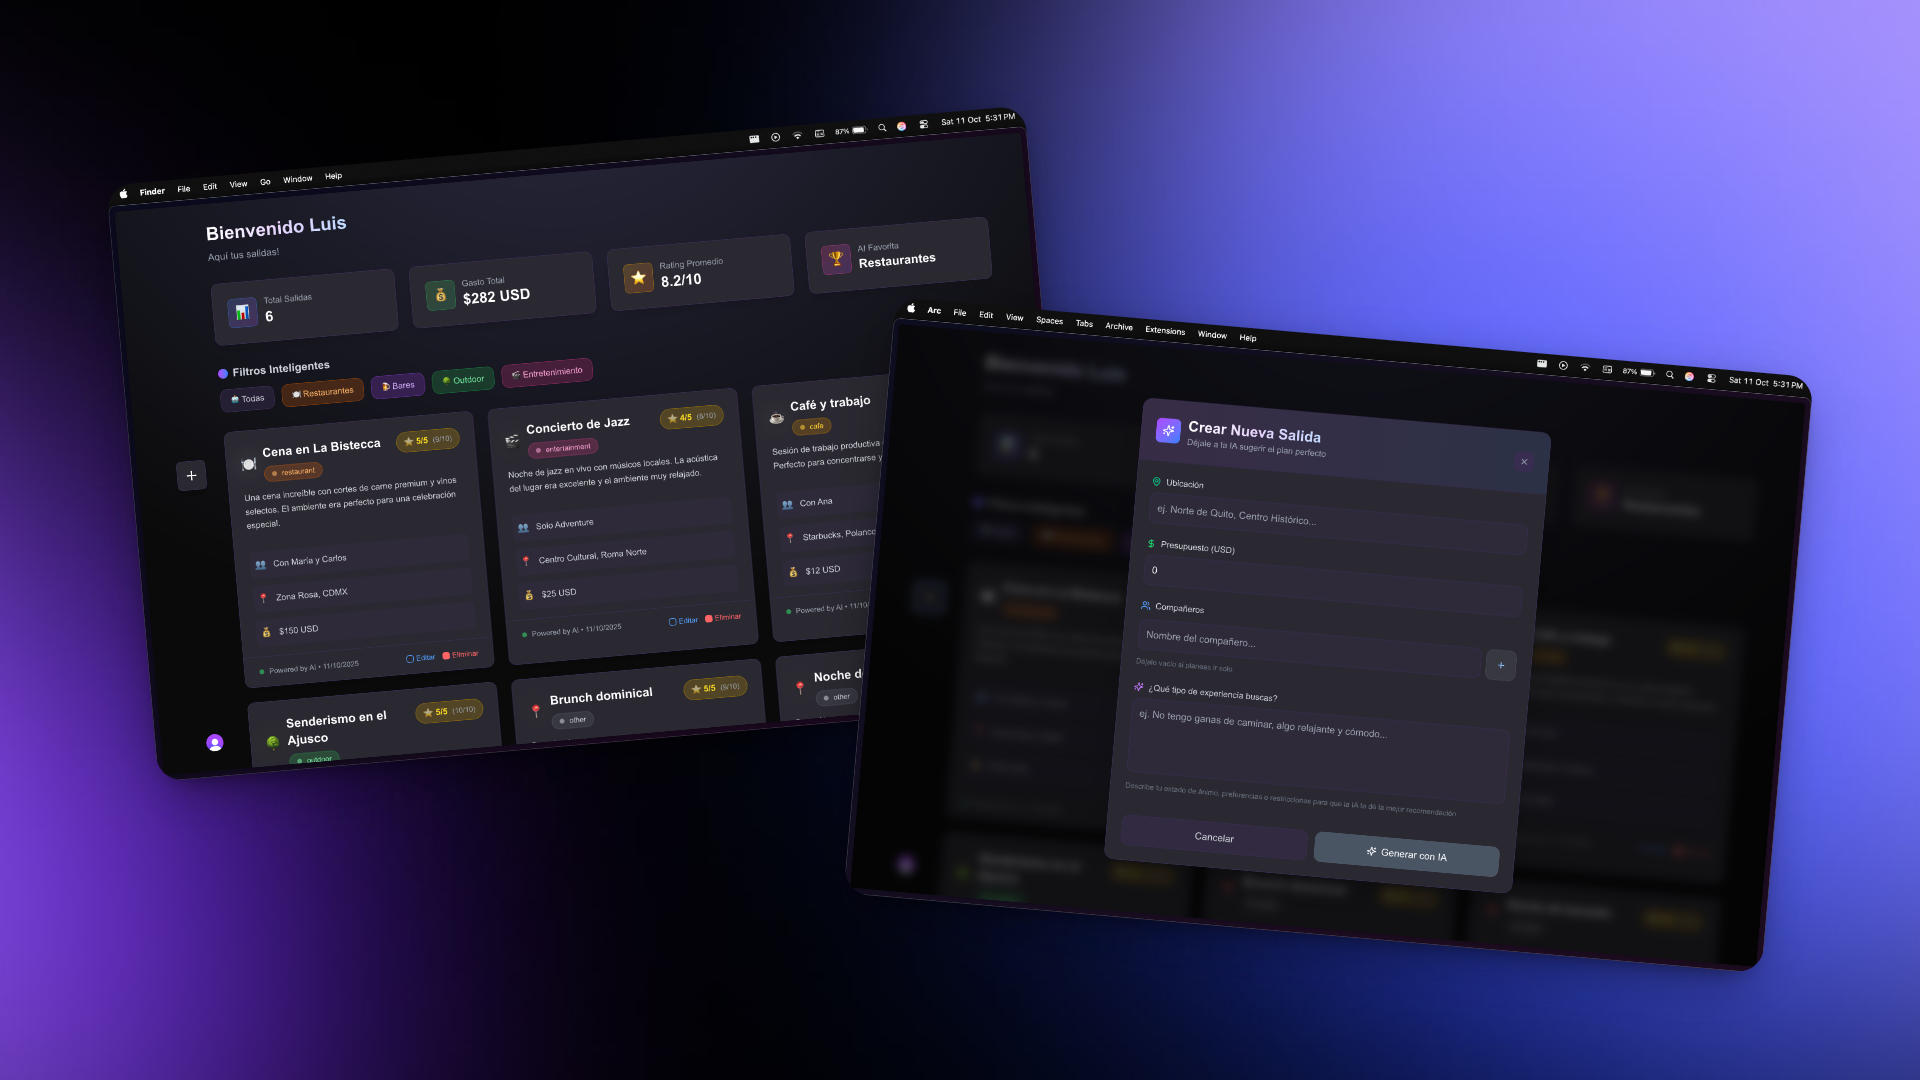 Finder File Edit View Go Window Help
87% Sat 11 Oct 5:31 PM
Bienvenido Luis
Aquí tus salidas!
Total Salidas
6
Gasto Total
$282 USD
Rating Promedio
8.2/10
AI Favorita
Restaurantes
Filtros Inteligentes
Todas
Restaurantes
Bares
Outdoor
Entretenimiento
Cena en La Bistecca
5/5 (9/10)
restaurant
Una cena increíble con cortes de carne premium y vinos
selectos. El ambiente era perfecto para una celebración
especial.
Con María y Carlos
Zona Rosa, CDMX
$150 USD
Powered by AI • 11/10/2025
Editar Eliminar
Concierto de Jazz
4/5 (8/10)
entertainment
Noche de jazz en vivo con músicos locales. La acústica
del lugar era excelente y el ambiente muy relajado.
Solo Adventure
Centro Cultural, Roma Norte
$25 USD
Powered by AI • 11/10/2025
Editar Eliminar
Café y trabajo
cafe
Sesión de trabajo productiva
Perfecto para concentrarse y
Con Ana
Starbucks, Polanco
$12 USD
Powered by AI • 11/10
Senderismo en el
Ajusco
5/5 (10/10)
outdoor
Brunch dominical
5/5 (9/10)
other
Noche d
other
Arc File Edit View Spaces Tabs Archive Extensions Window Help
87% Sat 11 Oct 5:31 PM
Bienvenido Luis
Restaurantes
Crear Nueva Salida
Déjale a la IA sugerir el plan perfecto
Ubicación
ej. Norte de Quito, Centro Histórico...
Presupuesto (USD)
0
Compañeros
Nombre del compañero...
+
Déjalo vacío si planeas ir solo
¿Qué tipo de experiencia buscas?
ej. No tengo ganas de caminar, algo relajante y cómodo...
Describe tu estado de ánimo, preferencias o restricciones para que la IA te dé la mejor recomendación
Cancelar
Generar con IA